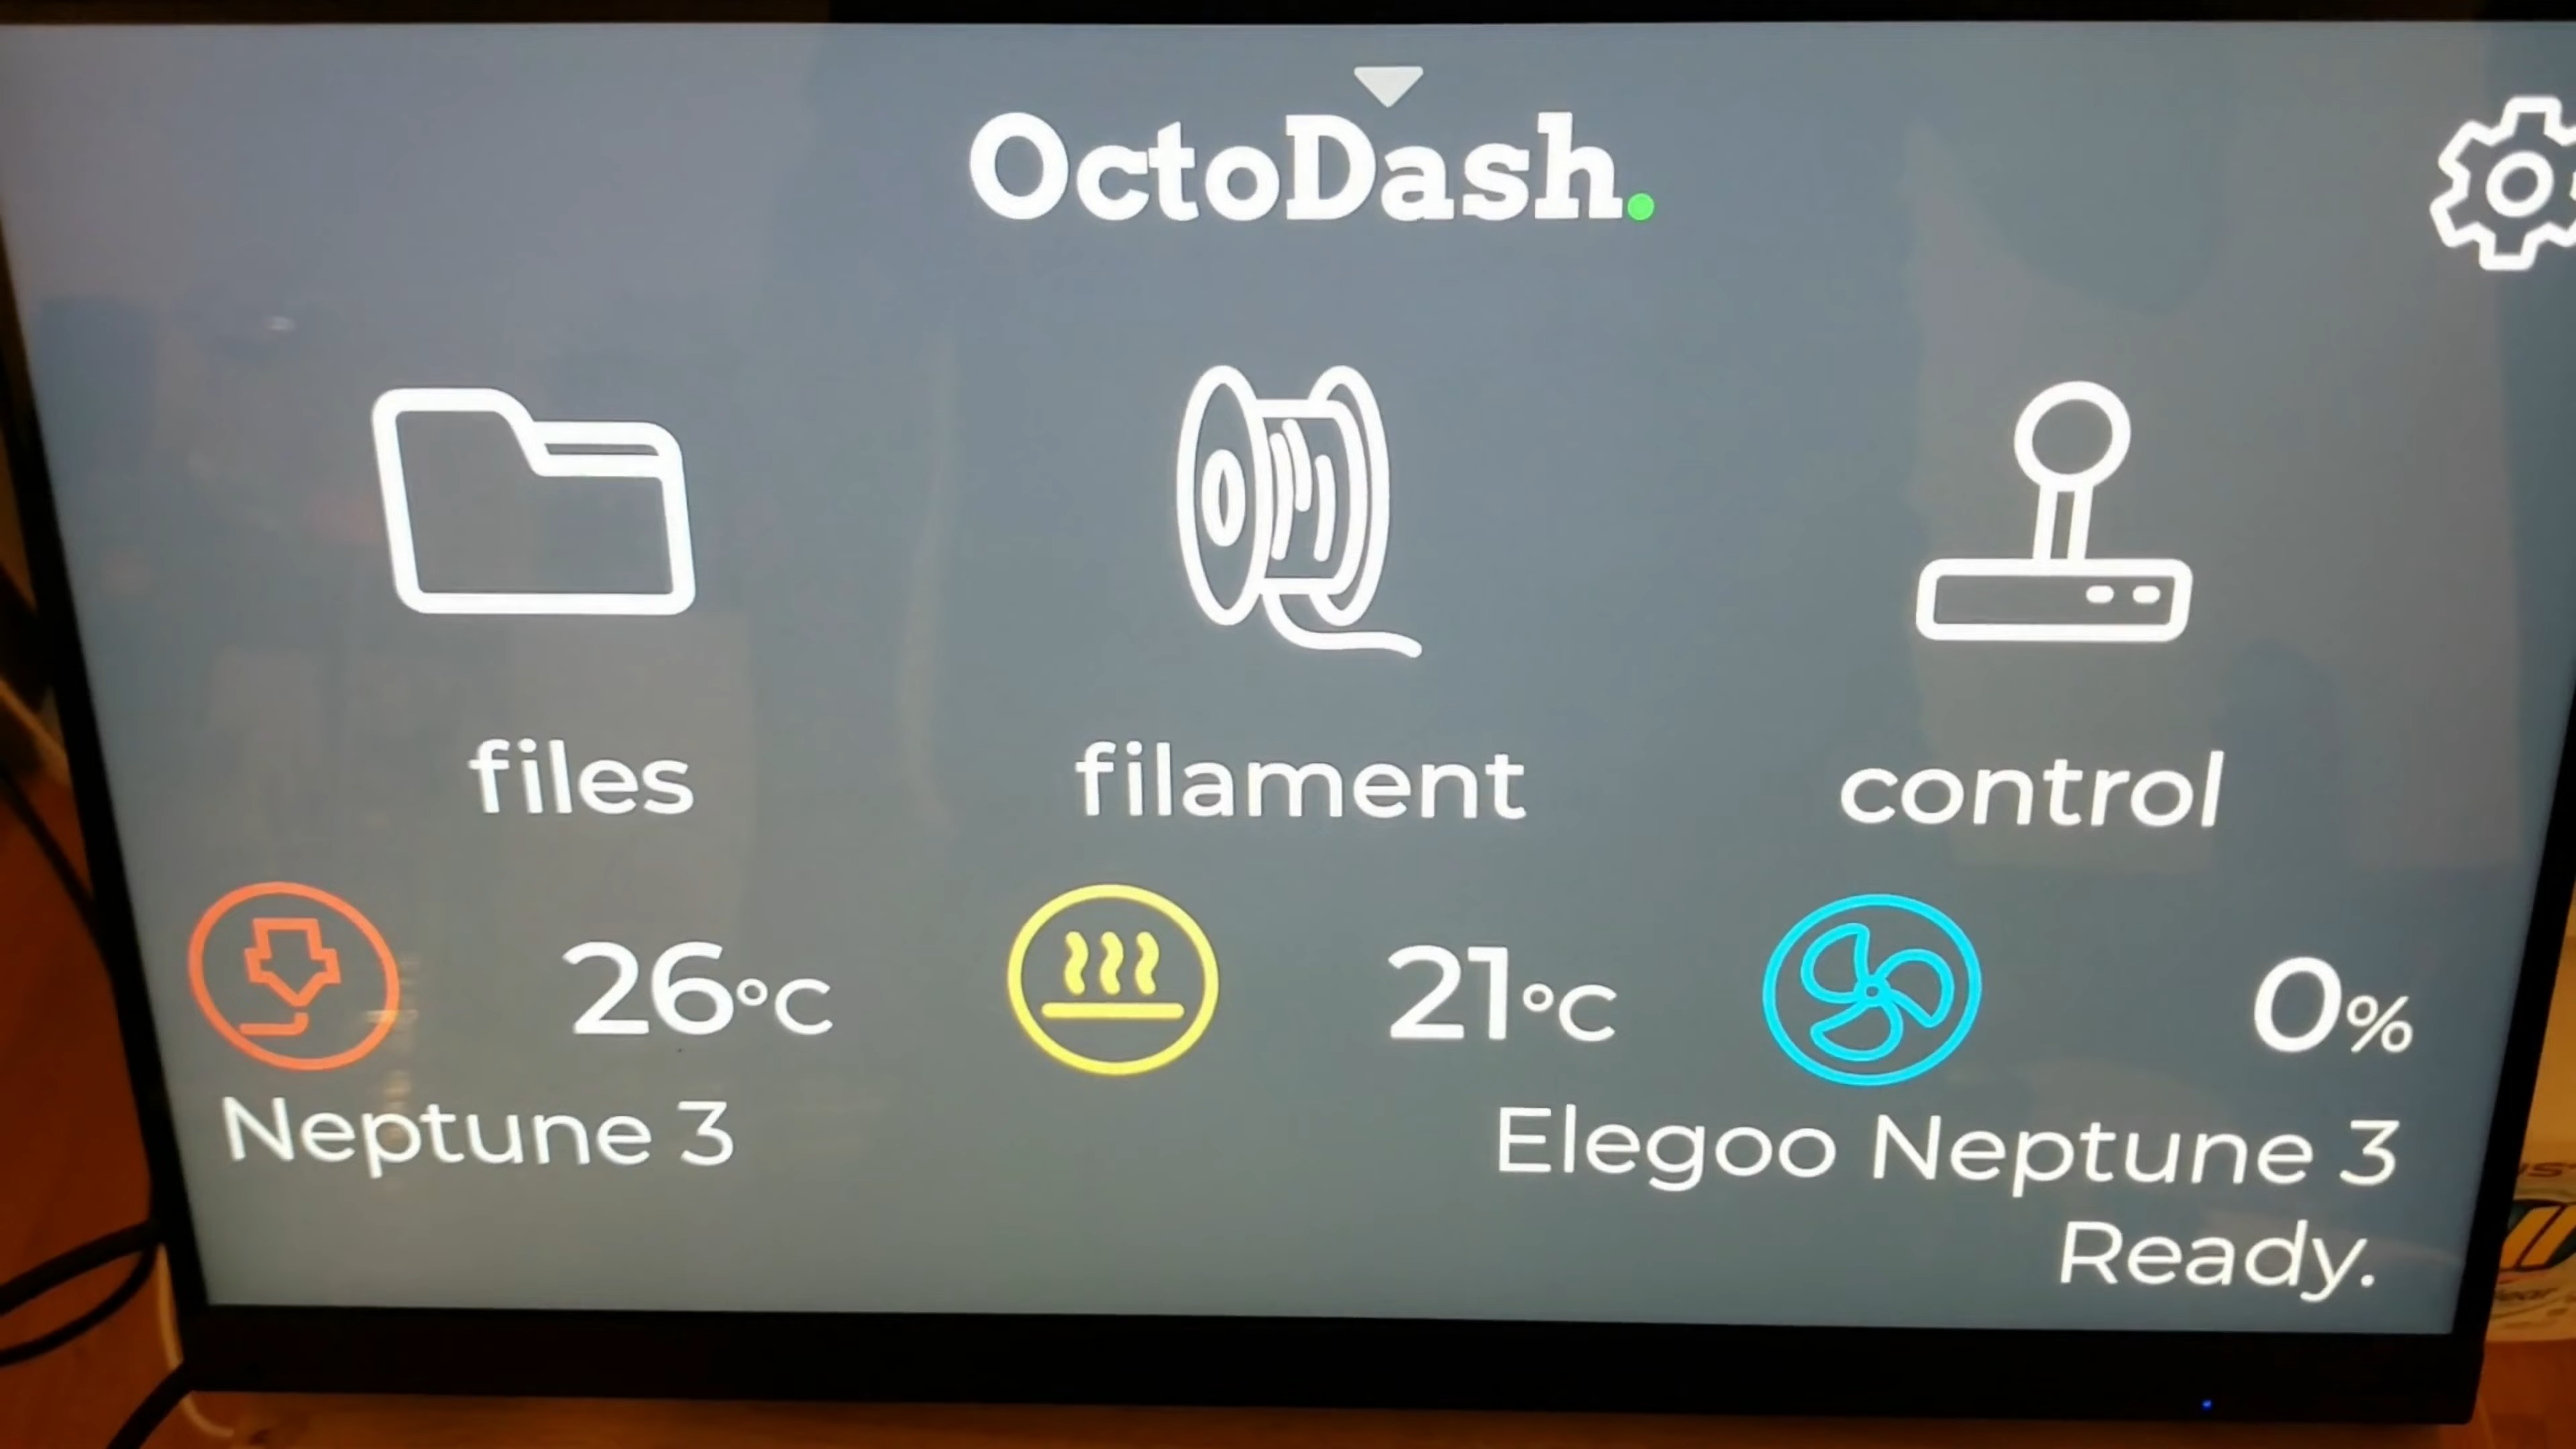 OctoDash.
files
filament
control
26°C
21°C
0%
Neptune 3
Elegoo Neptune 3
Ready.